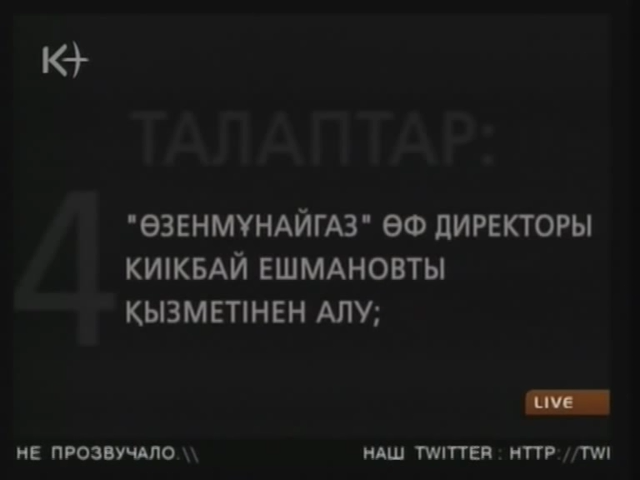 K+
ТАЛАПТАР:
4
"ӨЗЕНМҰНАЙГАЗ" ӨФ ДИРЕКТОРЫ
КИІКБАЙ ЕШМАНОВТЫ
ҚЫЗМЕТІНЕН АЛУ;
LIVE
НЕ ПРОЗВУЧАЛО.\\ НАШ TWITTER : HTTP://TWI